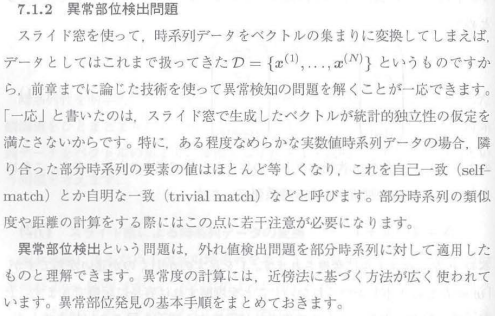 7.1.2 異常部位検出問題
スライド窓を使って，時系列データをベクトルの集まりに変換してしまえば，
データとしてはこれまで扱ってきた 𝒟 = {x⁽¹⁾, . . . , x⁽ᴺ⁾} というものですか
ら，前章までに論じた技術を使って異常検知の問題を解くことが一応できます。
「一応」と書いたのは，スライド窓で生成したベクトルが統計的独立性の仮定を
満たさないからです。特に，ある程度なめらかな実数値時系列データの場合，隣
り合った部分時系列の要素の値はほとんど等しくなり，これを自己一致（self-
match）とか自明な一致（trivial match）などと呼びます。部分時系列の類似
度や距離の計算をする際にはこの点に若干注意が必要になります。
異常部位検出という問題は，外れ値検出問題を部分時系列に対して適用した
ものと理解できます。異常度の計算には，近傍法に基づく方法が広く使われて
います。異常部位発見の基本手順をまとめておきます。